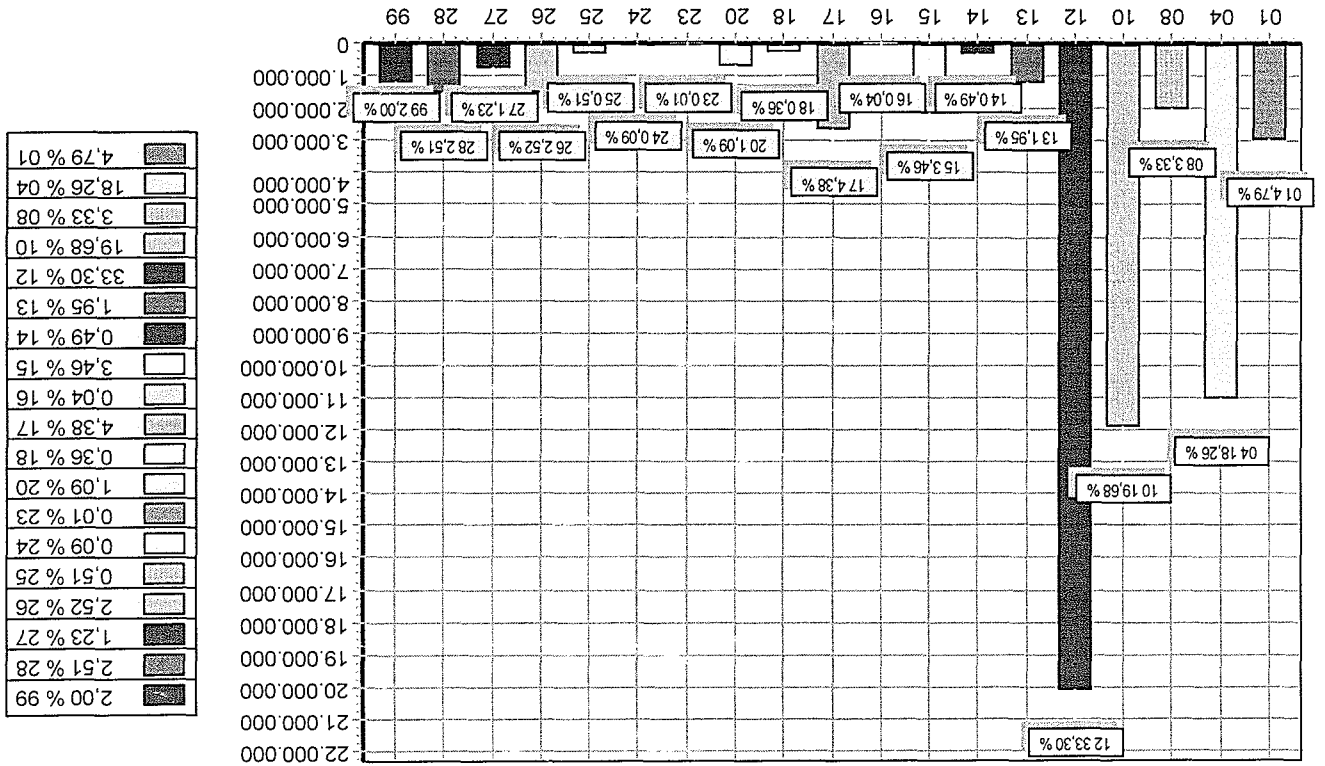 12 33,30 %
10 19,68 %
04 18,26 %
01 4,79 %
08 3,33 %
13 1,95 %
14 0,49 %
15 3,46 %
16 0,04 %
17 4,38 %
18 0,36 %
20 1,09 %
23 0,01 %
24 0,09 %
25 0,51 %
26 2,52 %
27 1,23 %
28 2,51 %
99 2,00 %
22.000.000
21.000.000
20.000.000
19.000.000
18.000.000
17.000.000
16.000.000
15.000.000
14.000.000
13.000.000
12.000.000
11.000.000
10.000.000
9.000.000
8.000.000
7.000.000
6.000.000
5.000.000
4.000.000
3.000.000
2.000.000
1.000.000
0
01 04 08 10 12 13 14 15 16 17 18 20 23 24 25 26 27 28 99
2,00 % 99
2,51 % 28
1,23 % 27
2,52 % 26
0,51 % 25
0,09 % 24
0,01 % 23
1,09 % 20
0,36 % 18
4,38 % 17
0,04 % 16
3,46 % 15
0,49 % 14
1,95 % 13
33,30 % 12
19,68 % 10
3,33 % 08
18,26 % 04
4,79 % 01